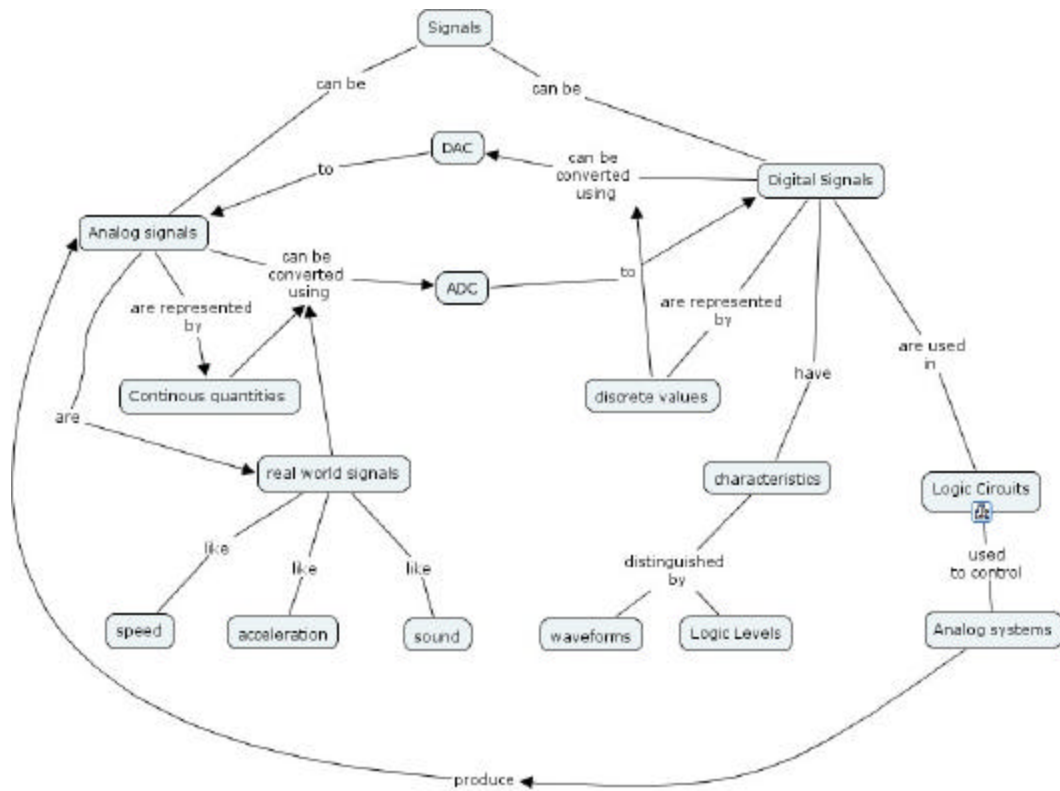 Signals
can be
can be
DAC
to
can be
converted
using
Digital Signals
Analog signals
can be
converted
using
ADC
to
are represented
by
are represented
by
are used
in
Continous quantities
discrete values
have
are
real world signals
characteristics
Logic Circuits
like
like
like
distinguished
by
used
to control
speed
acceleration
sound
waveforms
Logic Levels
Analog systems
produce